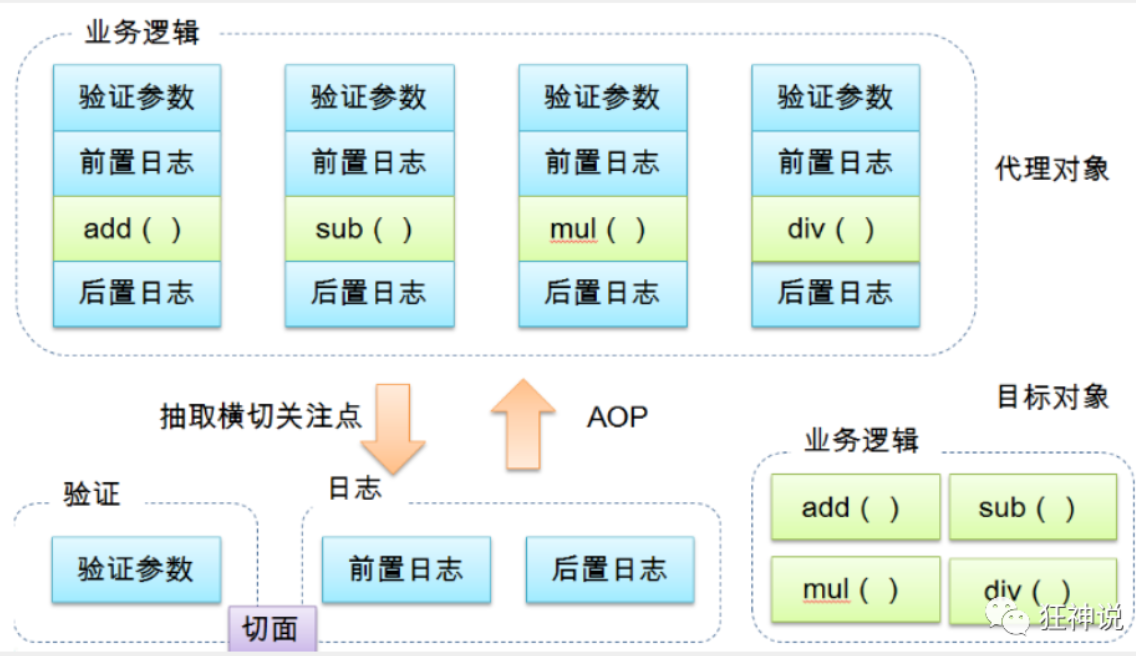 业务逻辑
验证参数 验证参数 验证参数 验证参数
前置日志 前置日志 前置日志 前置日志
代理对象
add（ ） sub（ ） mul（ ） div（ ）
后置日志 后置日志 后置日志 后置日志
抽取横切关注点
AOP
目标对象
业务逻辑
验证
日志
add（ ） sub（ ）
验证参数
前置日志 后置日志
mul（ ） div（ ）
狂神说
切面